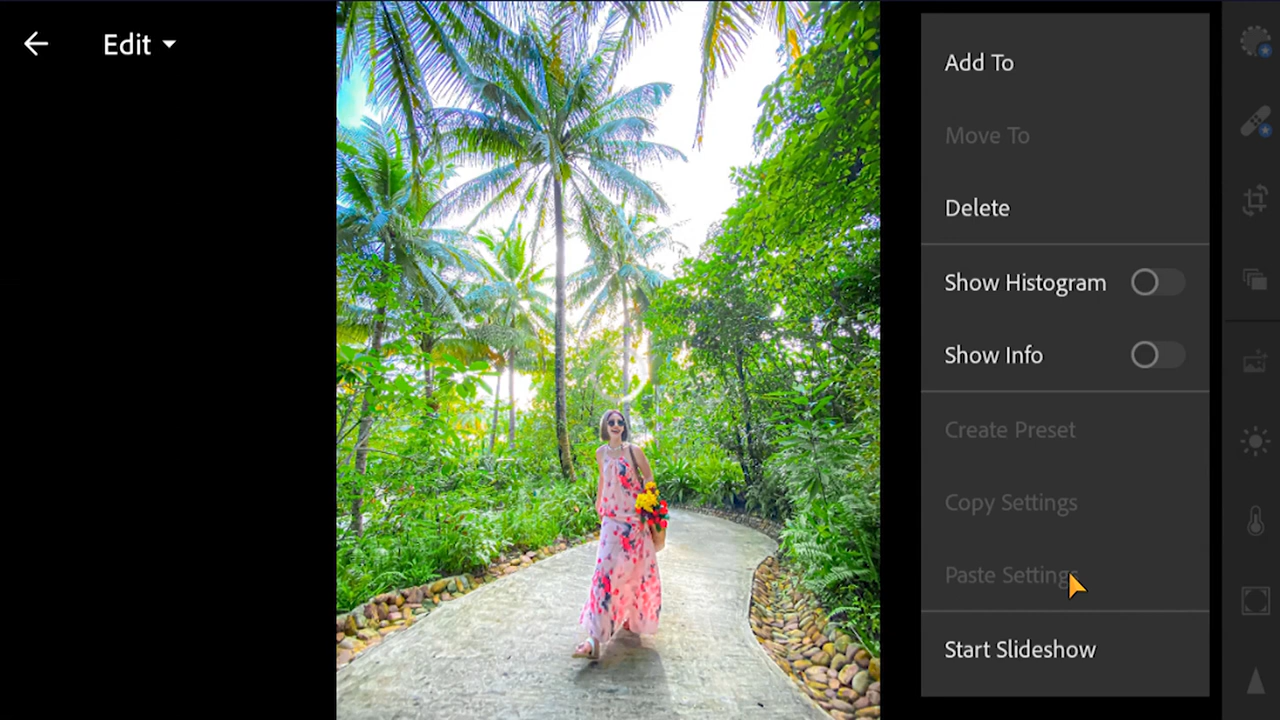 Edit
Add To
Move To
Delete
Show Histogram
Show Info
Create Preset
Copy Settings
Paste Settings
Start Slideshow